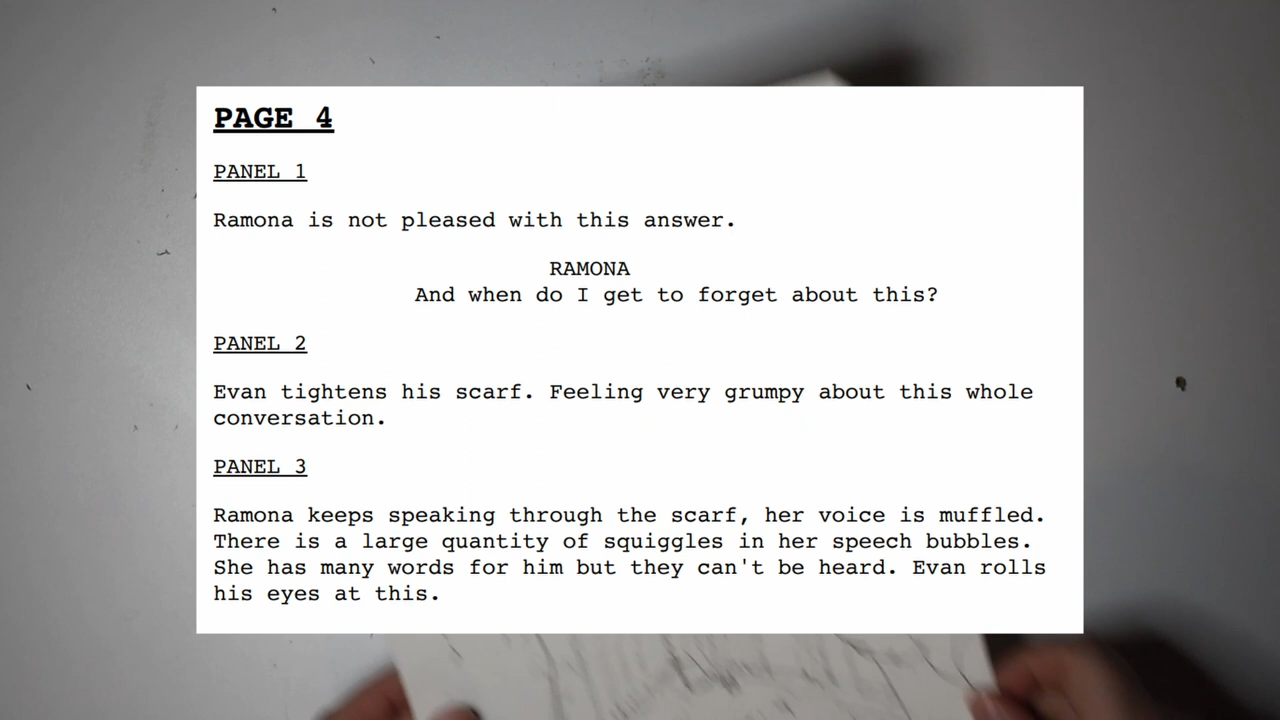 PAGE 4
PANEL 1
Ramona is not pleased with this answer.
RAMONA
And when do I get to forget about this?
PANEL 2
Evan tightens his scarf. Feeling very grumpy about this whole
conversation.
PANEL 3
Ramona keeps speaking through the scarf, her voice is muffled.
There is a large quantity of squiggles in her speech bubbles.
She has many words for him but they can't be heard. Evan rolls
his eyes at this.